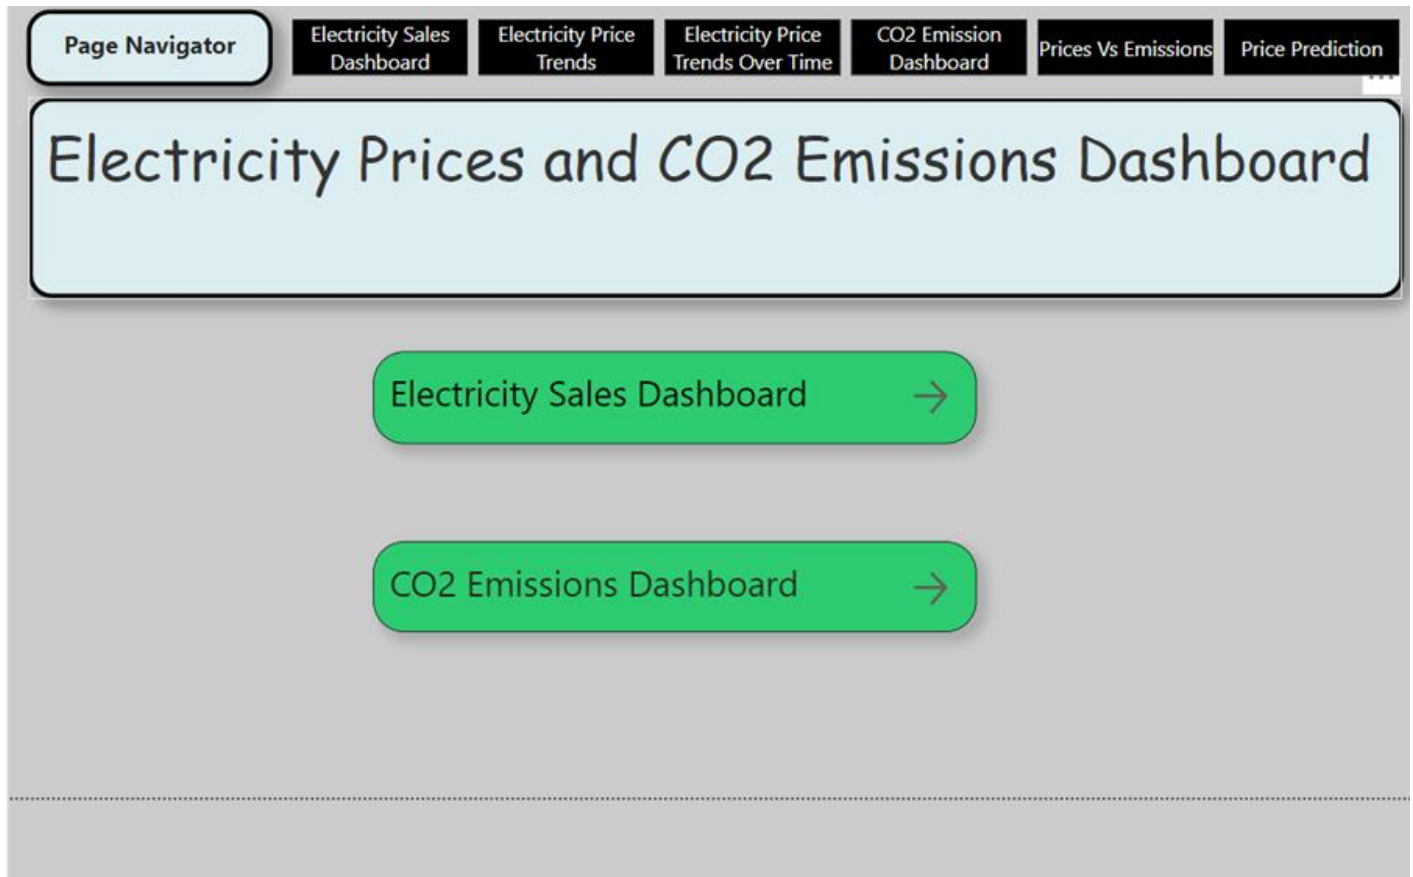 Page Navigator
Electricity Sales
Dashboard
Electricity Price
Trends
Electricity Price
Trends Over Time
CO2 Emission
Dashboard
Prices Vs Emissions
Price Prediction
Electricity Prices and CO2 Emissions Dashboard
Electricity Sales Dashboard
CO2 Emissions Dashboard